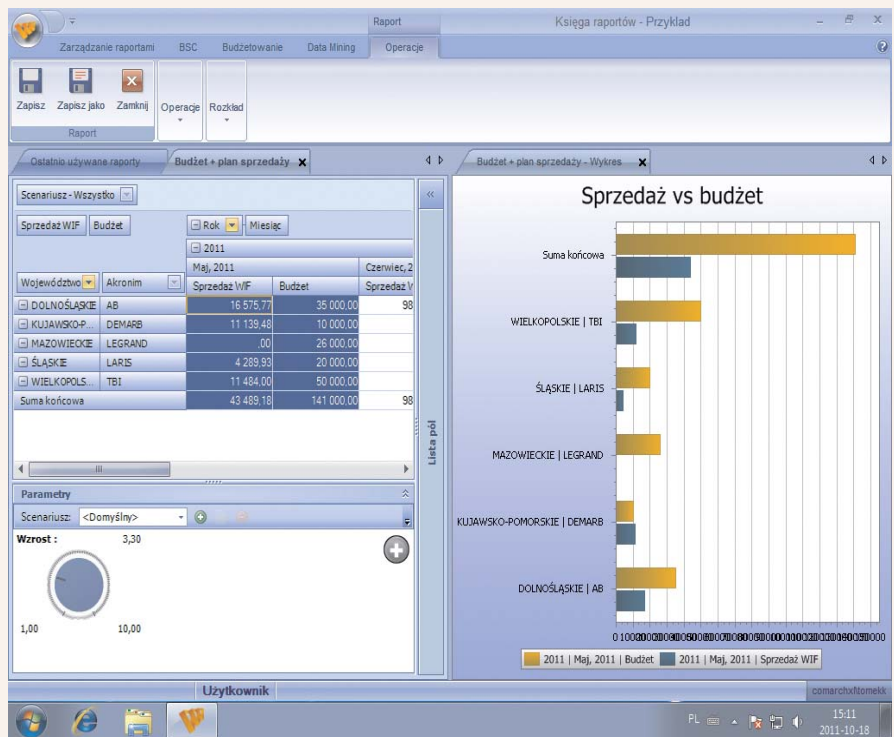 Raport
Księga raportów - Przykład
Zarządzanie raportami BSC Budżetowanie Data Mining Operacje
Zapisz Zapisz jako Zamknij Operacje Rozkład
Raport
Ostatnio używane raporty Budżet + plan sprzedaży
Scenariusz - Wszystko
Sprzedaż WIF Budżet Rok Miesiąc
2011
Maj, 2011 Czerwiec, 2
Województwo Akronim Sprzedaż WIF Budżet Sprzedaż W
DOLNOŚLĄSKIE AB 16 575,77 35 000,00 98
KUJAWSKO-P... DEMARB 11 139,48 10 000,00
MAZOWIECKIE LEGRAND ,00 26 000,00
ŚLĄSKIE LARIS 4 289,93 20 000,00
WIELKOPOLS... TBI 11 484,00 50 000,00
Suma końcowa 43 489,18 141 000,00 98
Lista pól
Parametry
Scenariusz: <Domyślny>
Wzrost : 3,30
1,00 10,00
Budżet + plan sprzedaży - Wykres
Sprzedaż vs budżet
Suma końcowa
WIELKOPOLSKIE | TBI
ŚLĄSKIE | LARIS
MAZOWIECKIE | LEGRAND
KUJAWSKO-POMORSKIE | DEMARB
DOLNOŚLĄSKIE | AB
0
2011 | Maj, 2011 | Budżet 2011 | Maj, 2011 | Sprzedaż WIF
Użytkownik
comarchxf\tomekk
PL 15:11
2011-10-18